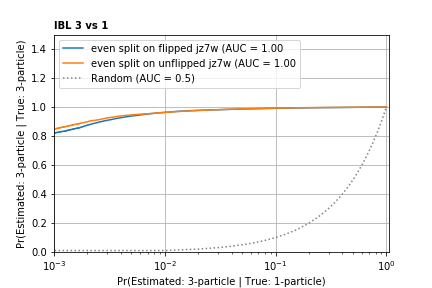 IBL 3 vs 1
1.4
1.2
1.0
0.8
0.6
0.4
0.2
0.0
Pr(Estimated: 3-particle | True: 3-particle)
even split on flipped jz7w (AUC = 1.00
even split on unflipped jz7w (AUC = 1.00
Random (AUC = 0.5)
10⁻³ 10⁻² 10⁻¹ 10⁰
Pr(Estimated: 3-particle | True: 1-particle)